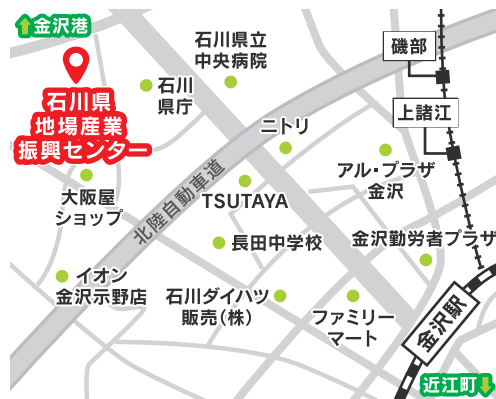 金沢港
石川県
地場産業
振興センター
石川
県庁
石川県立
中央病院
磯部
上諸江
ニトリ
アル・プラザ
金沢
大阪屋
ショップ
北陸自動車道
TSUTAYA
長田中学校
金沢勤労者プラザ
イオン
金沢示野店
石川ダイハツ
販売(株)
ファミリー
マート
金沢駅
近江町